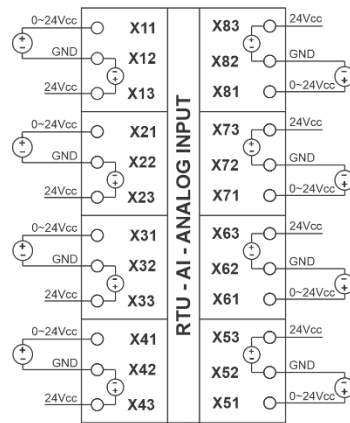 0~24Vcc X11
GND X12
24Vcc X13
0~24Vcc X21
GND X22
24Vcc X23
0~24Vcc X31
GND X32
24Vcc X33
0~24Vcc X41
GND X42
24Vcc X43
RTU - AI - ANALOG INPUT
X83 24Vcc
X82 GND
X81 0~24Vcc
X73 24Vcc
X72 GND
X71 0~24Vcc
X63 24Vcc
X62 GND
X61 0~24Vcc
X53 24Vcc
X52 GND
X51 0~24Vcc